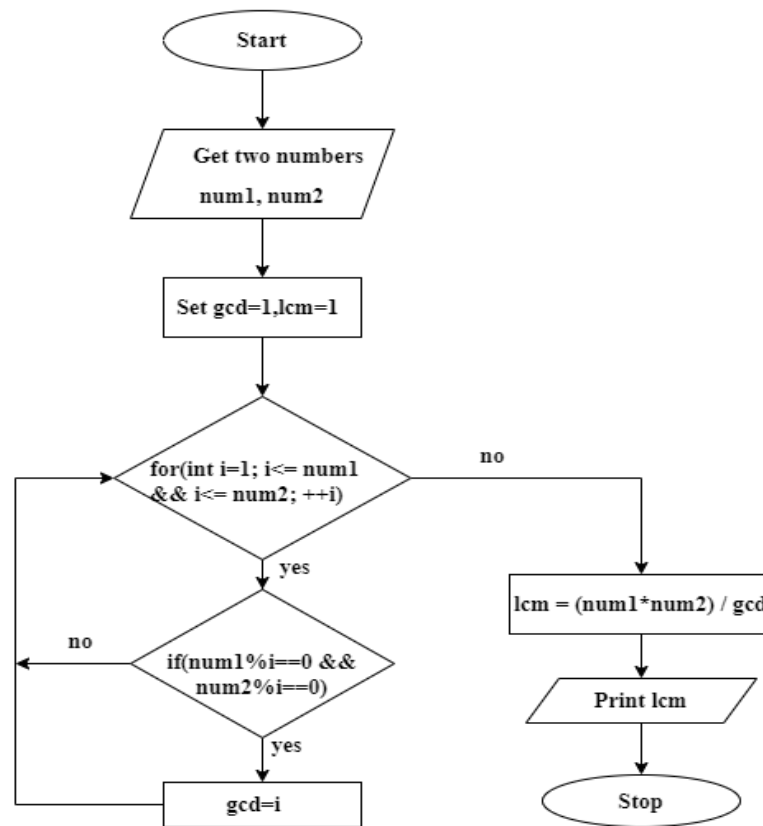 Start
Get two numbers
num1, num2
Set gcd=1,lcm=1
for(int i=1; i<= num1
&& i<= num2; ++i)
no
yes
lcm = (num1*num2) / gcd
no
if(num1%i==0 &&
num2%i==0)
Print lcm
yes
gcd=i
Stop